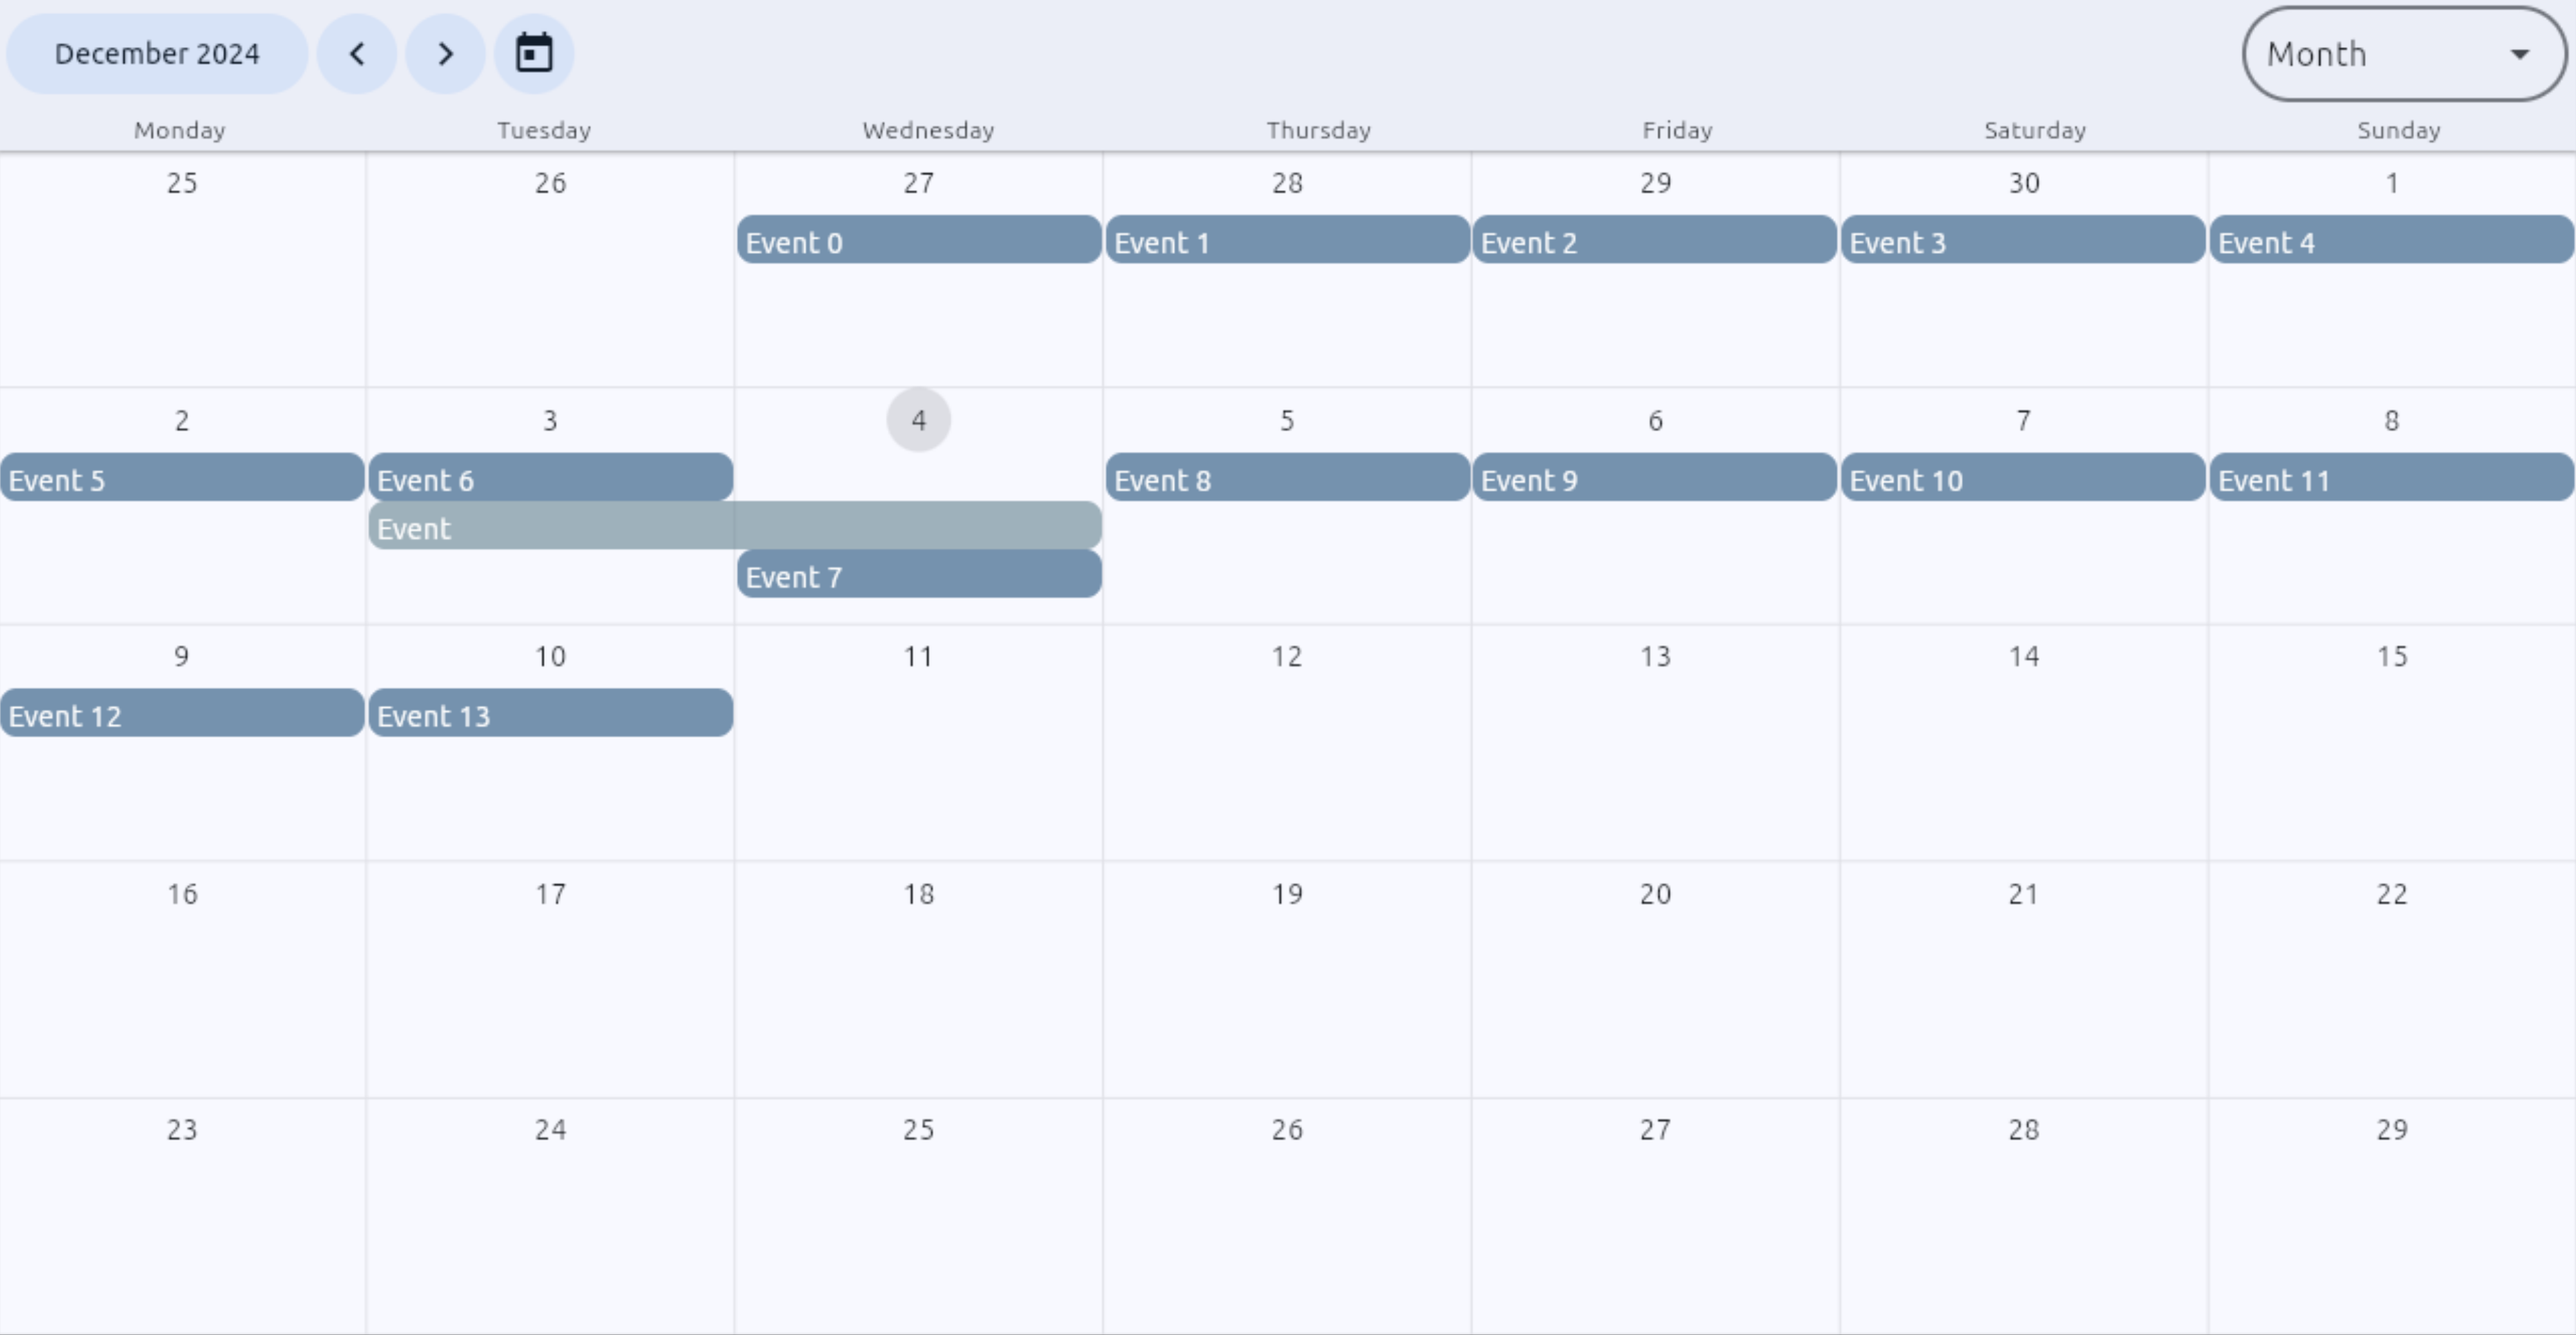 December 2024
Month
Monday Tuesday Wednesday Thursday Friday Saturday Sunday
25 26 27 28 29 30 1
Event 0 Event 1 Event 2 Event 3 Event 4
2 3 4 5 6 7 8
Event 5 Event 6 Event 8 Event 9 Event 10 Event 11
Event
Event 7
9 10 11 12 13 14 15
Event 12 Event 13
16 17 18 19 20 21 22
23 24 25 26 27 28 29